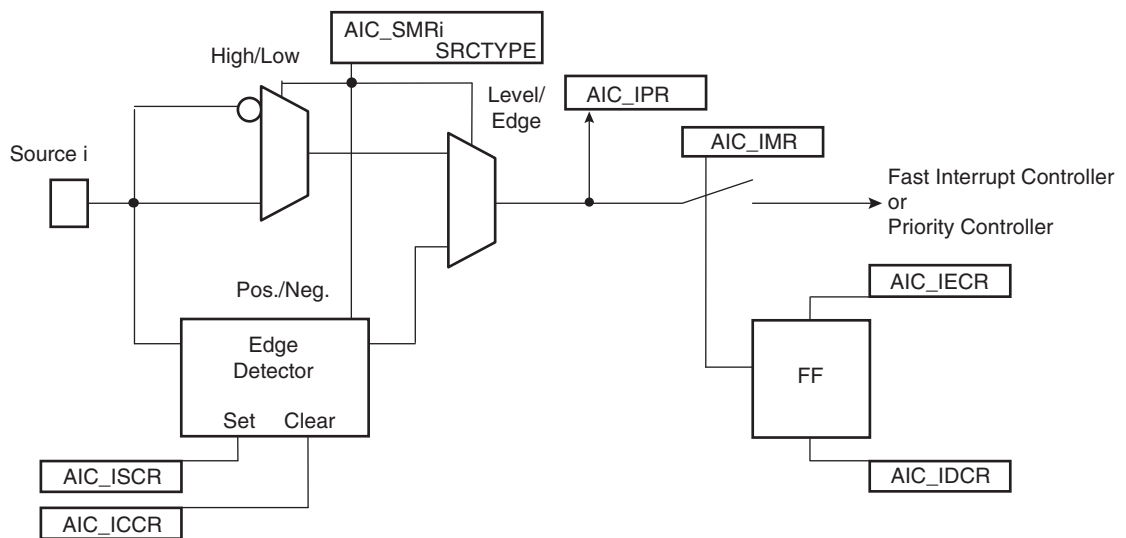 AIC_SMRi
SRCTYPE
High/Low
Level/
Edge
AIC_IPR
AIC_IMR
Source i
Fast Interrupt Controller
or
Priority Controller
Pos./Neg.
AIC_IECR
Edge
Detector
FF
Set Clear
AIC_ISCR
AIC_IDCR
AIC_ICCR